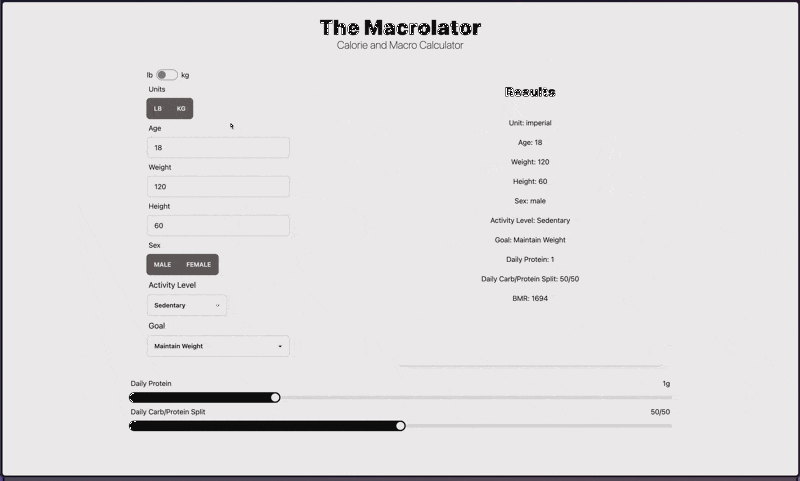 The Macrolator
Calorie and Macro Calculator
lb kg
Units
LB KG
Age
18
Weight
120
Height
60
Sex
MALE FEMALE
Activity Level
Sedentary
Goal
Maintain Weight
Results
Unit: imperial
Age: 18
Weight: 120
Height: 60
Sex: male
Activity Level: Sedentary
Goal: Maintain Weight
Daily Protein: 1
Daily Carb/Protein Split: 50/50
BMR: 1694
Daily Protein 1g
Daily Carb/Protein Split 50/50